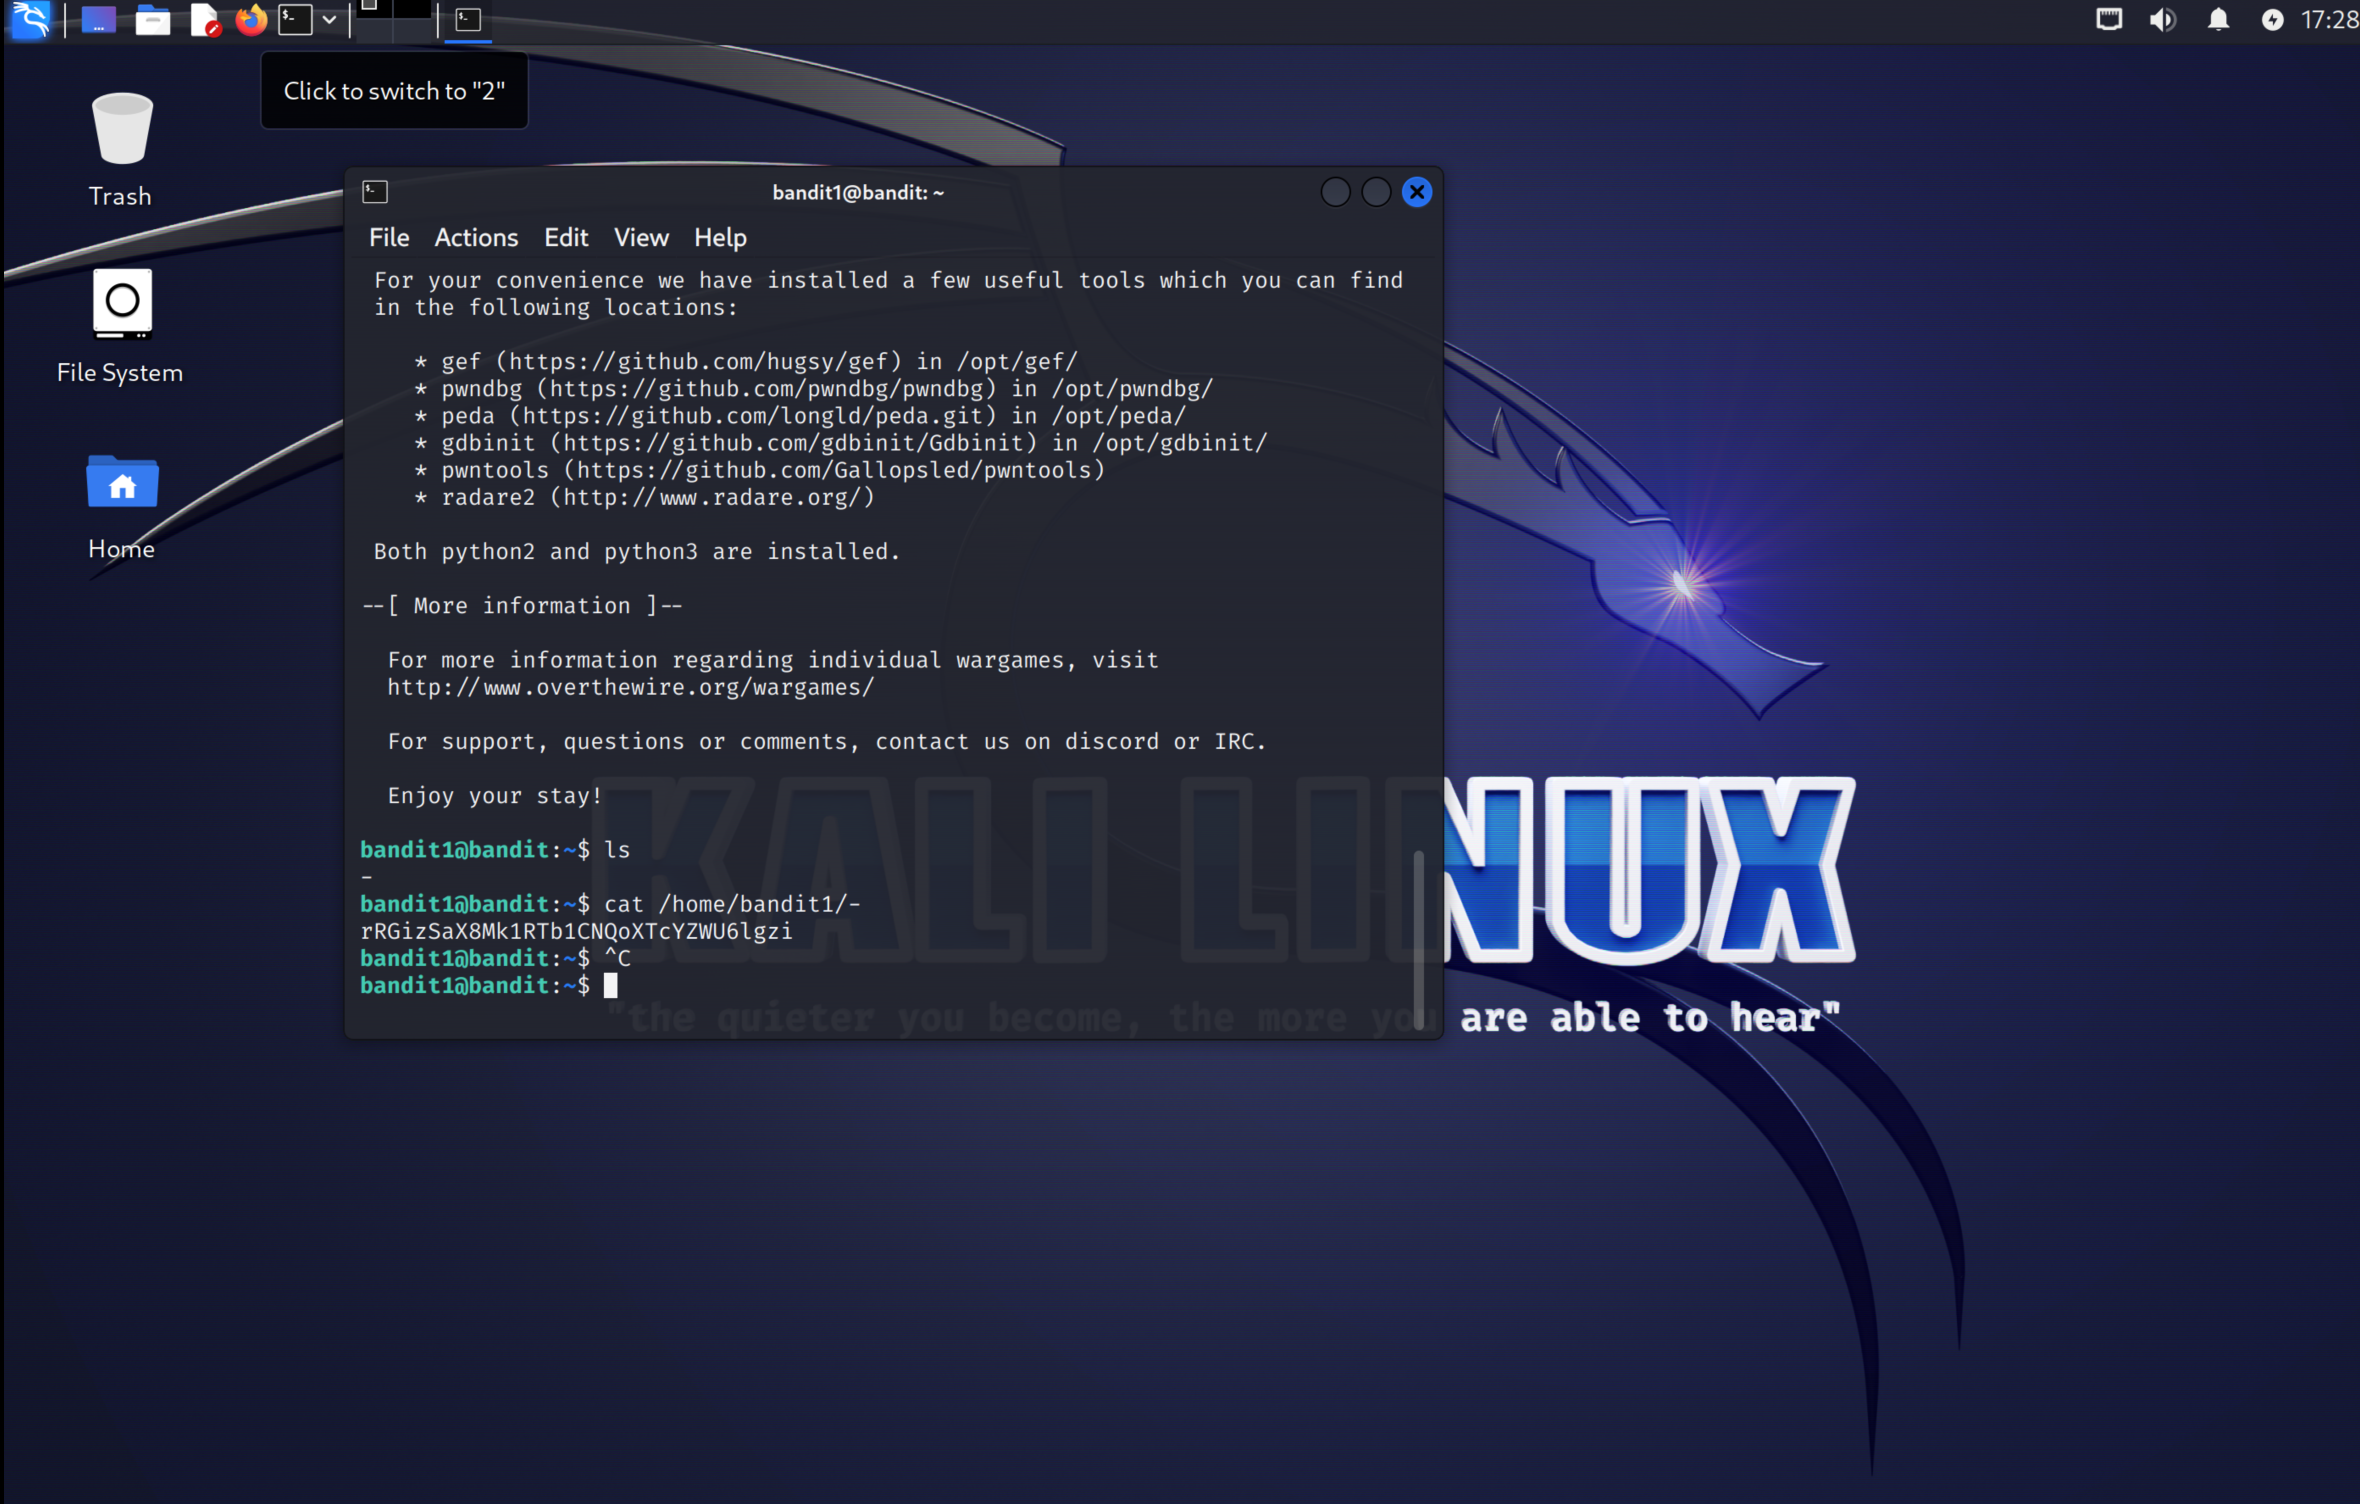 17:28
Click to switch to "2"
Trash
File System
Home
bandit1@bandit: ~
File Actions Edit View Help
For your convenience we have installed a few useful tools which you can find
in the following locations:
* gef (https://github.com/hugsy/gef) in /opt/gef/
* pwndbg (https://github.com/pwndbg/pwndbg) in /opt/pwndbg/
* peda (https://github.com/longld/peda.git) in /opt/peda/
* gdbinit (https://github.com/gdbinit/Gdbinit) in /opt/gdbinit/
* pwntools (https://github.com/Gallopsled/pwntools)
* radare2 (http://www.radare.org/)
Both python2 and python3 are installed.
--[ More information ]--
For more information regarding individual wargames, visit
http://www.overthewire.org/wargames/
For support, questions or comments, contact us on discord or IRC.
Enjoy your stay!
bandit1@bandit:~$ ls
-
bandit1@bandit:~$ cat /home/bandit1/-
rRGizSaX8Mk1RTb1CNQoXTcYZWU6lgzi
bandit1@bandit:~$ ^C
bandit1@bandit:~$
KALI LINUX
"the quieter you become, the more you are able to hear"